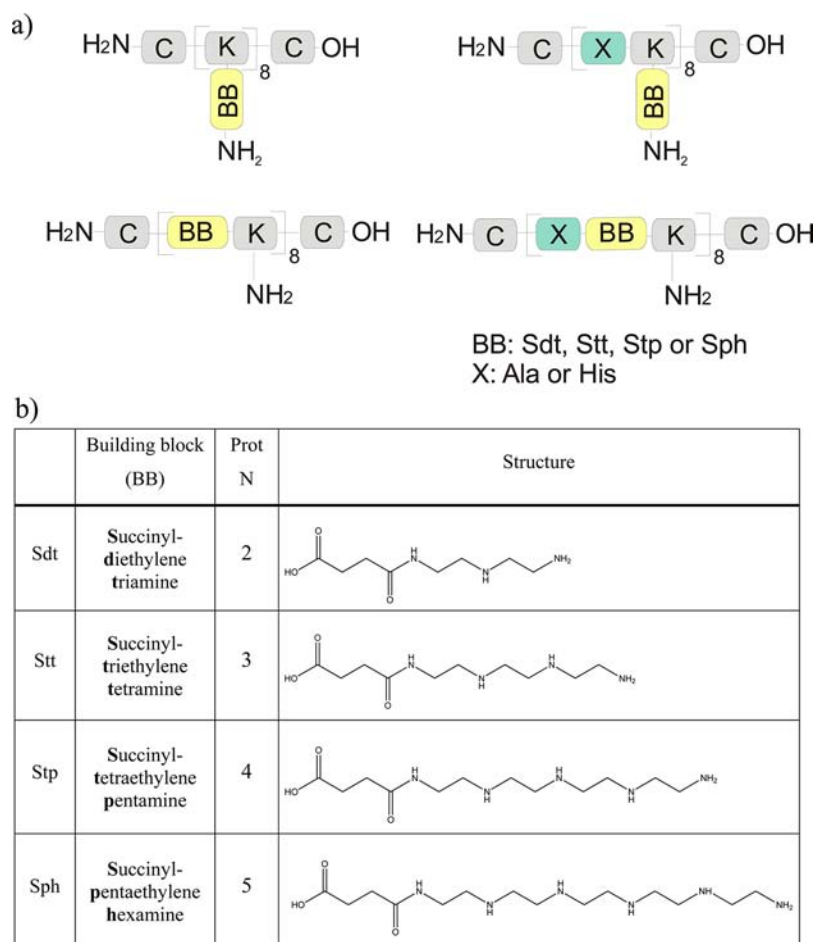 a)
H₂N C [ K ]₈ C OH
BB
NH₂
H₂N C [ X K ]₈ C OH
BB
NH₂
H₂N C [ BB K ]₈ C OH
NH₂
H₂N C [ X BB K ]₈ C OH
NH₂
BB: Sdt, Stt, Stp or Sph
X: Ala or His
b)
Building block
(BB)
Prot
N
Structure
Sdt
Succinyl-
diethylene
triamine
2
O
HO
O
H
N
N
H
NH₂
Stt
Succinyl-
triethylene
tetramine
3
O
HO
O
H
N
N
H
H
N
NH₂
Stp
Succinyl-
tetraethylene
pentamine
4
O
HO
O
H
N
N
H
H
N
N
H
NH₂
Sph
Succinyl-
pentaethylene
hexamine
5
O
HO
O
H
N
N
H
H
N
N
H
NH
NH₂